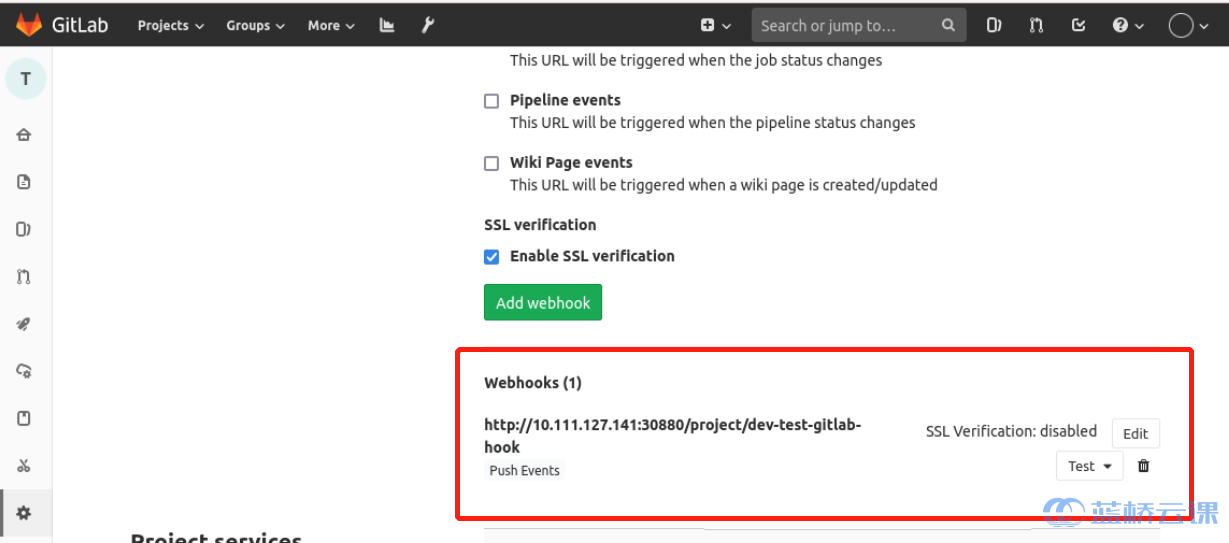 GitLab Projects Groups More Search or jump to...
This URL will be triggered when the job status changes
T
Pipeline events
This URL will be triggered when the pipeline status changes
Wiki Page events
This URL will be triggered when a wiki page is created/updated
SSL verification
Enable SSL verification
Add webhook
Webhooks (1)
http://10.111.127.141:30880/project/dev-test-gitlab-
hook
SSL Verification: disabled Edit
Push Events
Test
蓝桥云课
Project services